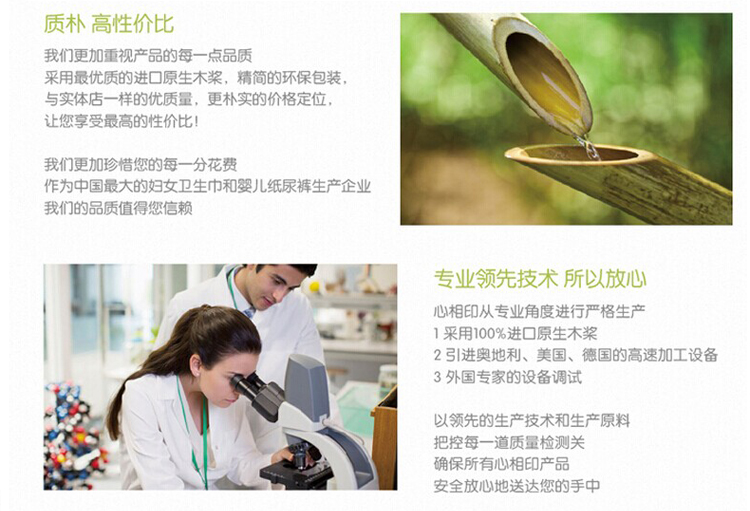 质朴 高性价比
我们更加重视产品的每一点品质
采用最优质的进口原生木桨，精简的环保包装，
与实体店一样的优质量，更朴实的价格定位，
让您享受最高的性价比！
我们更加珍惜您的每一分花费
作为中国最大的妇女卫生巾和婴儿纸尿裤生产企业
我们的品质值得您信赖
专业领先技术 所以放心
心相印从专业角度进行严格生产
1 采用100%进口原生木桨
2 引进奥地利、美国、德国的高速加工设备
3 外国专家的设备调试
以领先的生产技术和生产原料
把控每一道质量检测关
确保所有心相印产品
安全放心地送达您的手中